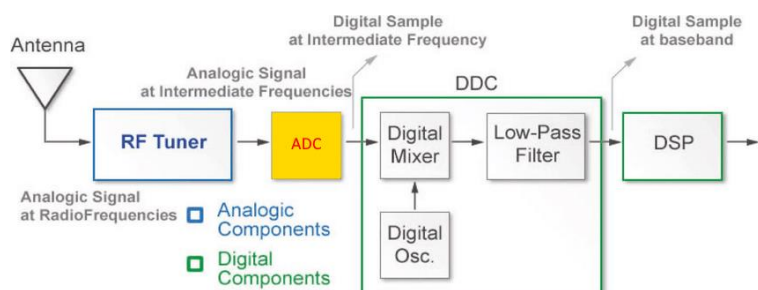 Digital Sample
at Intermediate Frequency
Digital Sample
at baseband
Antenna
Analogic Signal
at Intermediate Frequencies
DDC
RF Tuner
ADC
Digital
Mixer
Low-Pass
Filter
DSP
Analogic Signal
at RadioFrequencies
Analogic
Components
Digital
Osc.
Digital
Components